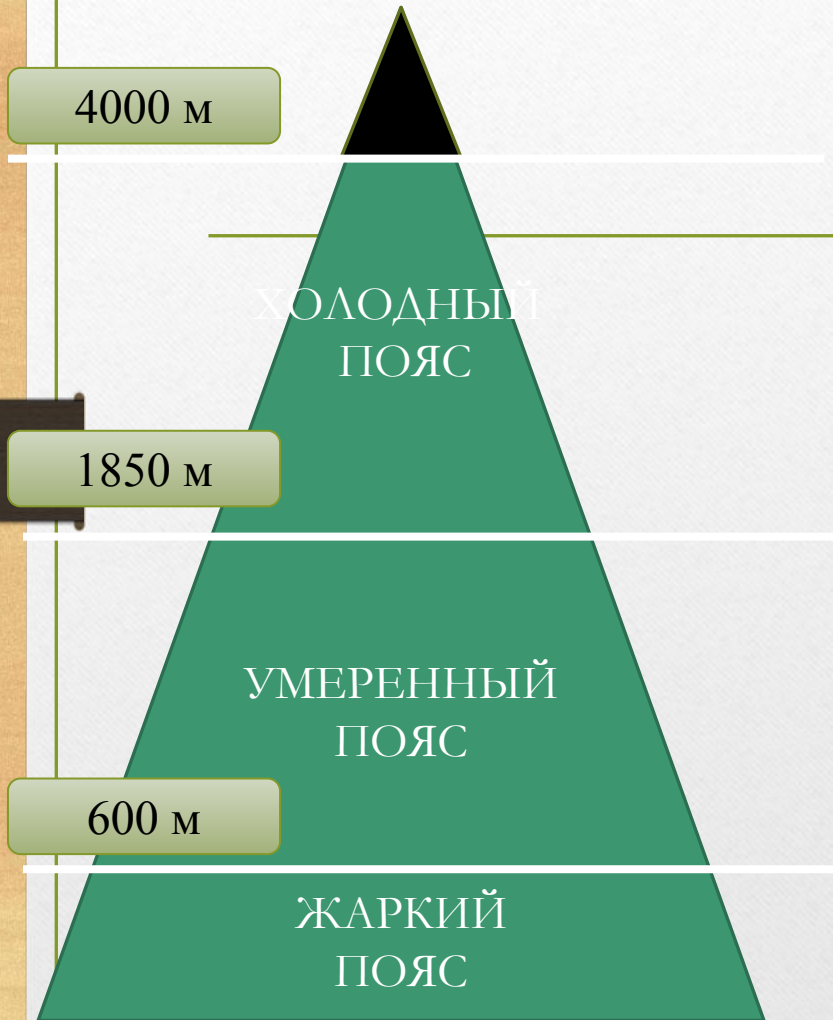 4000 м
ХОЛОДНЫЙ
ПОЯС
1850 м
УМЕРЕННЫЙ
ПОЯС
600 м
ЖАРКИЙ
ПОЯС